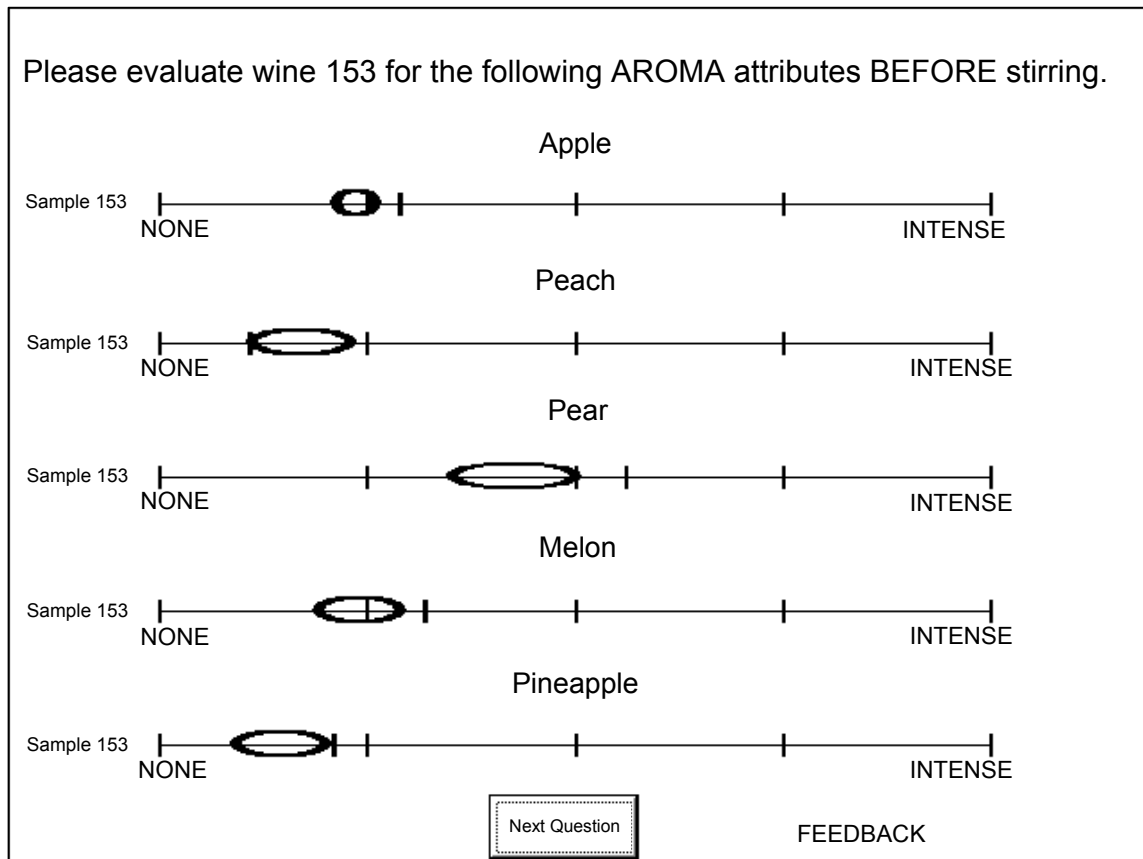 Please evaluate wine 153 for the following AROMA attributes BEFORE stirring.
Apple
Sample 153
NONE INTENSE
Peach
Sample 153
NONE INTENSE
Pear
Sample 153
NONE INTENSE
Melon
Sample 153
NONE INTENSE
Pineapple
Sample 153
NONE INTENSE
Next Question FEEDBACK